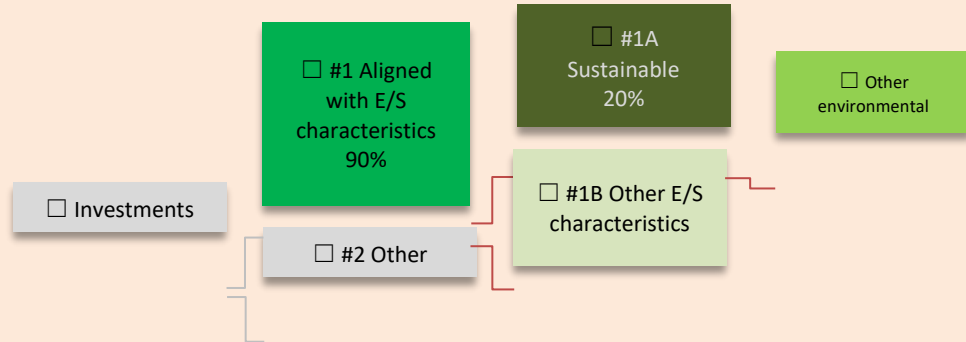 ☐ #1 Aligned
with E/S
characteristics
90%
☐ #1A
Sustainable
20%
☐ Other
environmental
☐ Investments
☐ #2 Other
☐ #1B Other E/S
characteristics